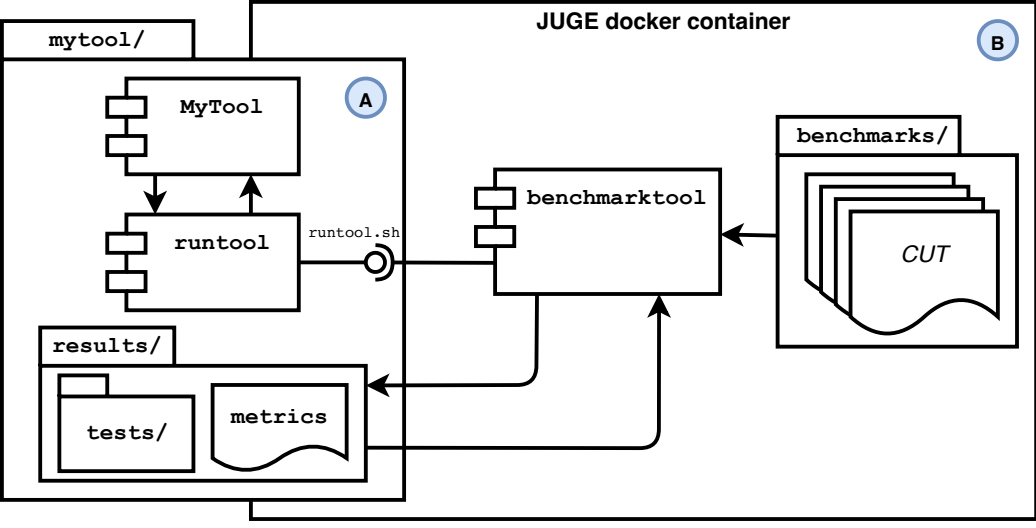 JUGE docker container
mytool/
A
B
MyTool
benchmarks/
benchmarktool
runtool
runtool.sh
CUT
results/
metrics
tests/